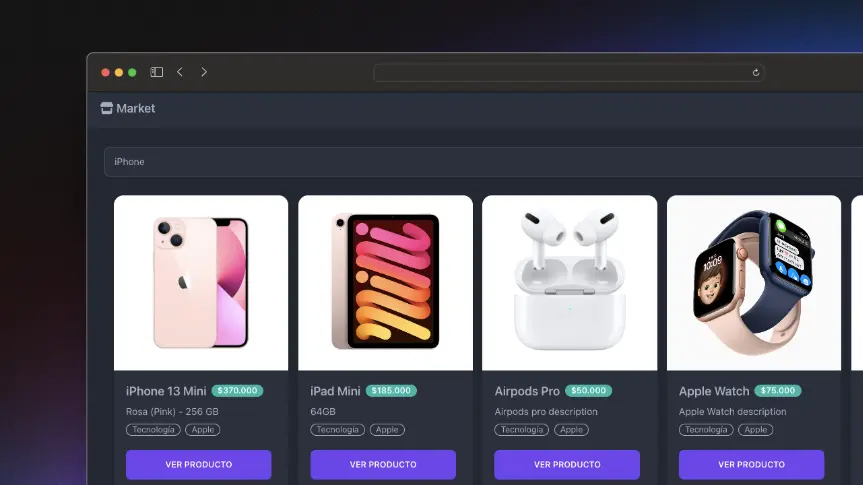 Market
iPhone
iPhone 13 Mini $370.000
Rosa (Pink) - 256 GB
Tecnología Apple
VER PRODUCTO
iPad Mini $185.000
64GB
Tecnología Apple
VER PRODUCTO
Airpods Pro $50.000
Airpods pro description
Tecnología Apple
VER PRODUCTO
10:09
Apple Watch $75.000
Apple Watch description
Tecnología Apple
VER PRODUCTO